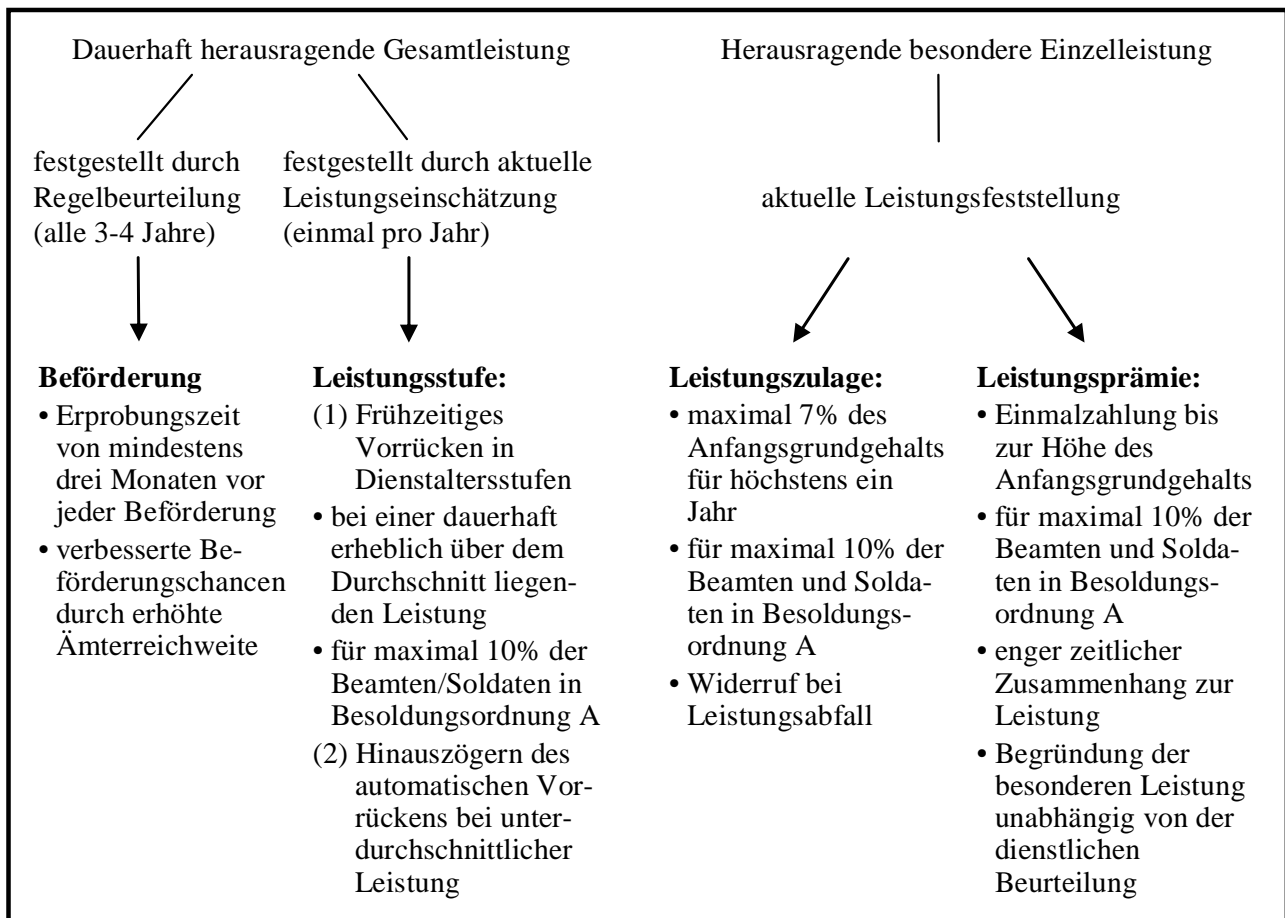 Dauerhaft herausragende Gesamtleistung
festgestellt durch
Regelbeurteilung
(alle 3-4 Jahre)
festgestellt durch aktuelle
Leistungseinschätzung
(einmal pro Jahr)
Herausragende besondere Einzelleistung
aktuelle Leistungsfeststellung
Beförderung
• Erprobungszeit
von mindestens
drei Monaten vor
jeder Beförderung
• verbesserte Be-
förderungschancen
durch erhöhte
Ämterreichweite
Leistungsstufe:
(1) Frühzeitiges
Vorrücken in
Dienstaltersstufen
• bei einer dauerhaft
erheblich über dem
Durchschnitt liegen-
den Leistung
• für maximal 10% der
Beamten/Soldaten in
Besoldungsordnung A
(2) Hinauszögern des
automatischen Vor-
rückens bei unter-
durchschnittlicher
Leistung
Leistungszulage:
• maximal 7% des
Anfangsgrundgehalts
für höchstens ein
Jahr
• für maximal 10% der
Beamten und Solda-
ten in Besoldungs-
ordnung A
• Widerruf bei
Leistungsabfall
Leistungsprämie:
• Einmalzahlung bis
zur Höhe des
Anfangsgrundgehalts
• für maximal 10% der
Beamten und Solda-
ten in Besoldungs-
ordnung A
• enger zeitlicher
Zusammenhang zur
Leistung
• Begründung der
besonderen Leistung
unabhängig von der
dienstlichen
Beurteilung